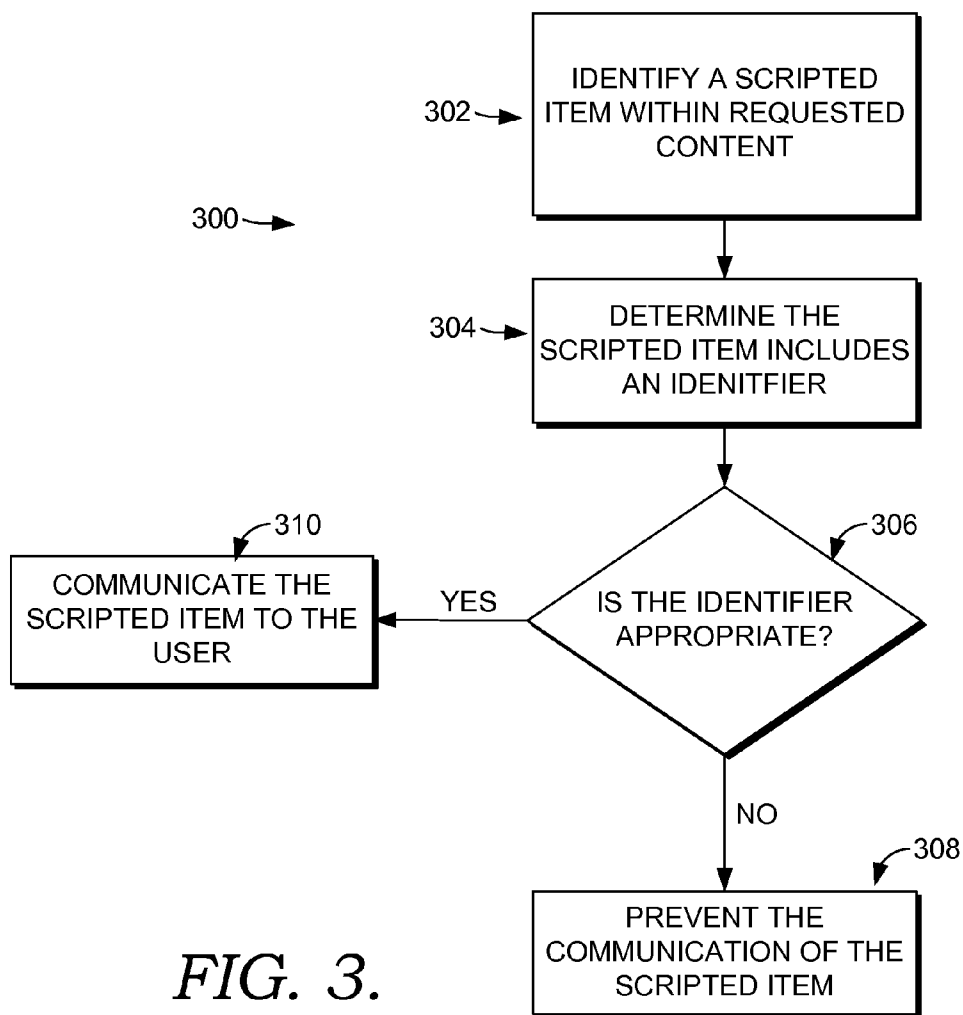 IDENTIFY A SCRIPTED
ITEM WITHIN REQUESTED
CONTENT
302
300
DETERMINE THE
SCRIPTED ITEM INCLUDES
AN IDENITFIER
304
306
IS THE IDENTIFIER
APPROPRIATE?
YES
310
COMMUNICATE THE
SCRIPTED ITEM TO THE
USER
NO
308
PREVENT THE
COMMUNICATION OF THE
SCRIPTED ITEM
FIG. 3.